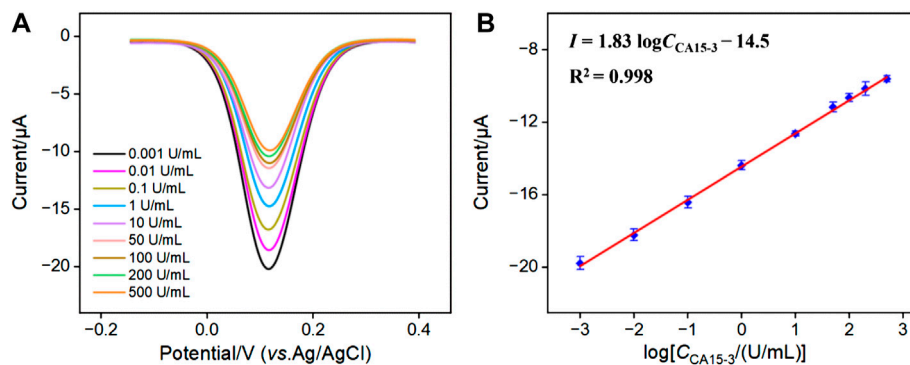 A
0
−5
−10
−15
−20
Current/μA
0.001 U/mL
0.01 U/mL
0.1 U/mL
1 U/mL
10 U/mL
50 U/mL
100 U/mL
200 U/mL
500 U/mL
−0.2
0.0
0.2
0.4
Potential/V (vs.Ag/AgCl)
B
I = 1.83 logC_CA15-3 − 14.5
R² = 0.998
−8
−12
−16
−20
Current/μA
−3
−2
−1
0
1
2
3
log[C_CA15-3/(U/mL)]